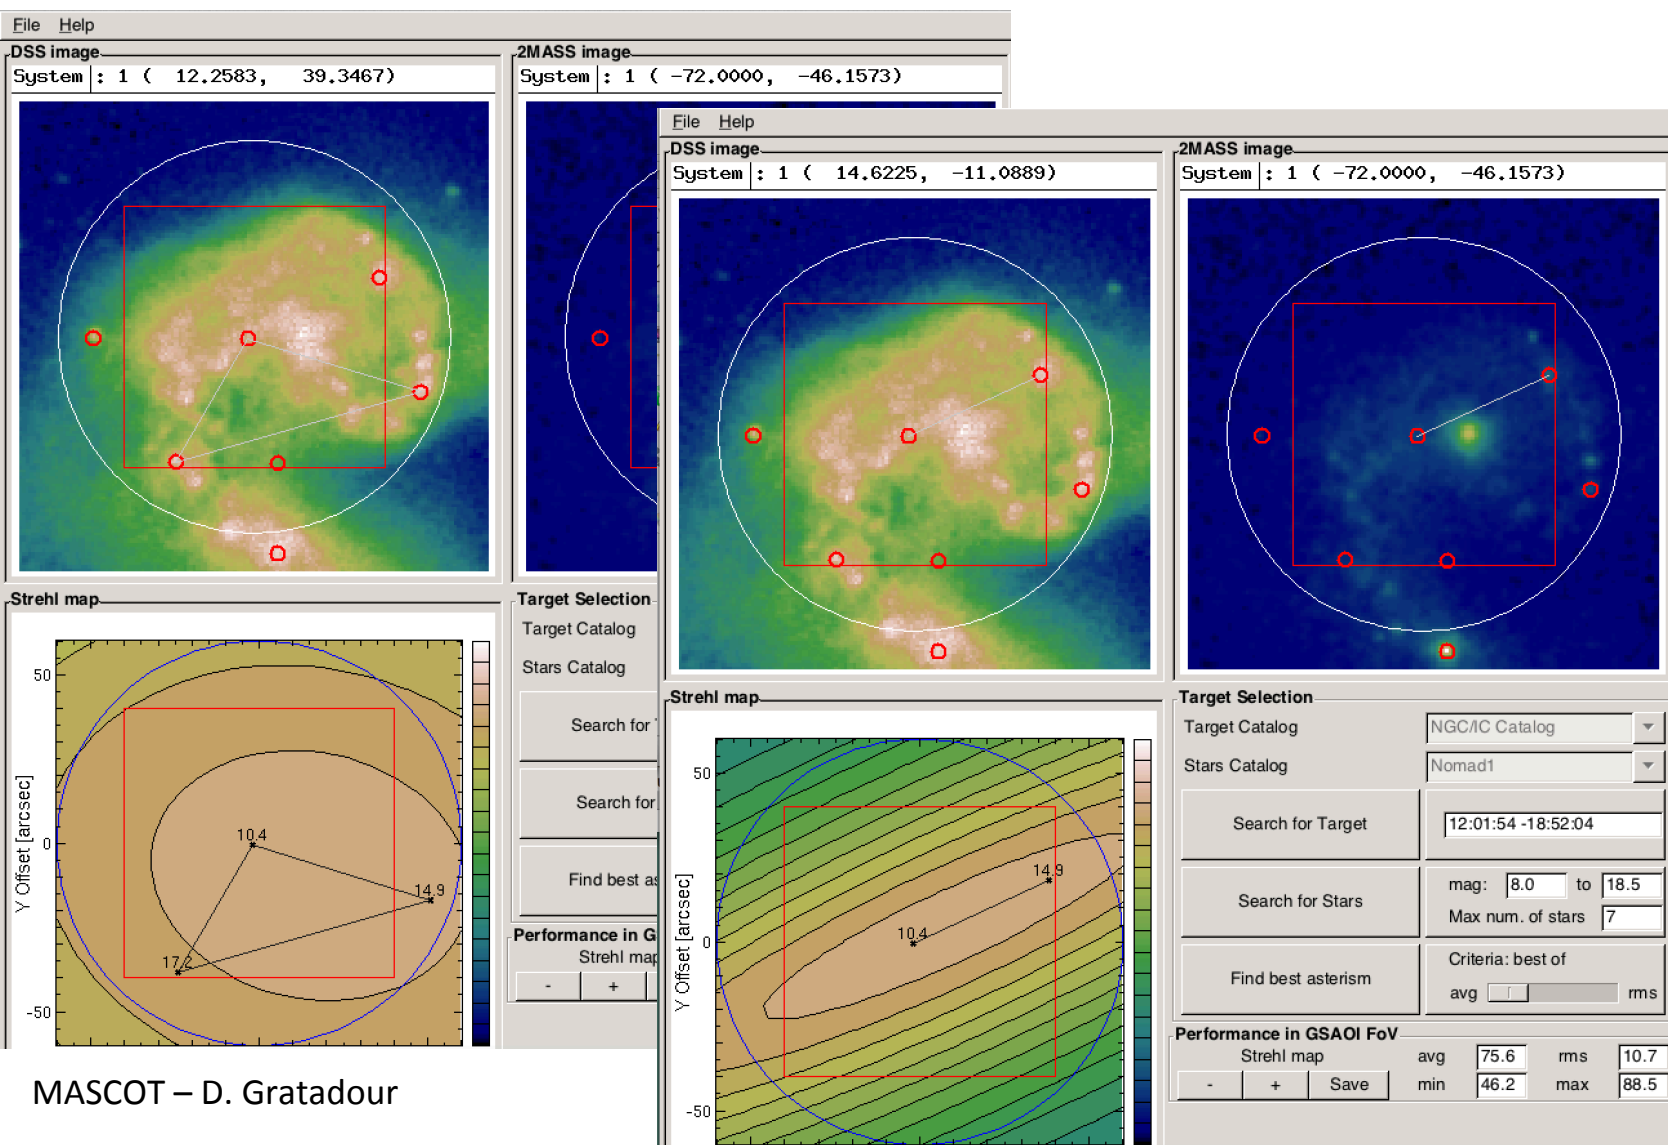 File Help
DSS image
System : 1 ( 12.2583, 39.3467)
2MASS image
System : 1 ( -72.0000, -46.1573)
Strehl map
Y Offset [arcsec]
50
0
-50
10.4
14.9
Target Selection
Target Catalog
Stars Catalog
Search for
Search for
Find best as
Performance in G
Strehl map
- +
MASCOT – D. Gratadour
File Help
DSS image
System : 1 ( 14.6225, -11.0889)
2MASS image
System : 1 ( -72.0000, -46.1573)
Strehl map
Y Offset [arcsec]
50
0
-50
14.9
10.4
Target Selection
Target Catalog NGC/IC Catalog
Stars Catalog Nomad1
Search for Target 12:01:54 -18:52:04
Search for Stars
mag: 8.0 to 18.5
Max num. of stars 7
Find best asterism
Criteria: best of
avg rms
Performance in GSAOI FoV
Strehl map avg 75.6 rms 10.7
- + Save min 46.2 max 88.5